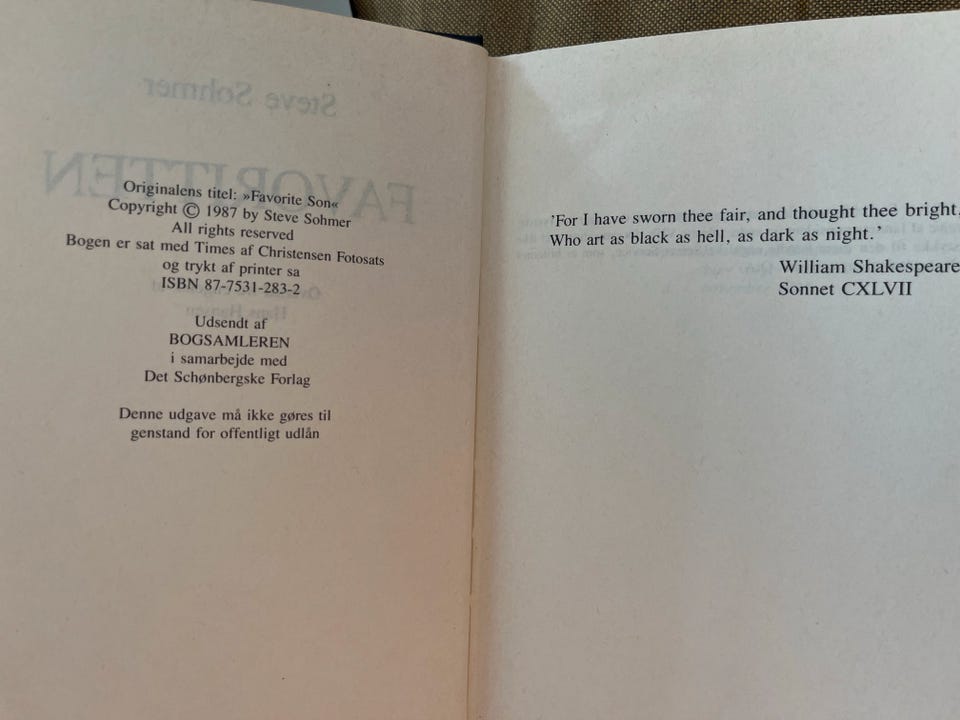 Steve Sohmer
FAVORITTEN
Originalens titel: »Favorite Son«
Copyright © 1987 by Steve Sohmer
All rights reserved
Bogen er sat med Times af Christensen Fotosats
og trykt af printer sa
ISBN 87-7531-283-2
Udsendt af
BOGSAMLEREN
i samarbejde med
Det Schønbergske Forlag
Denne udgave må ikke gøres til
genstand for offentligt udlån
'For I have sworn thee fair, and thought thee bright,
Who art as black as hell, as dark as night.'
William Shakespeare
Sonnet CXLVII